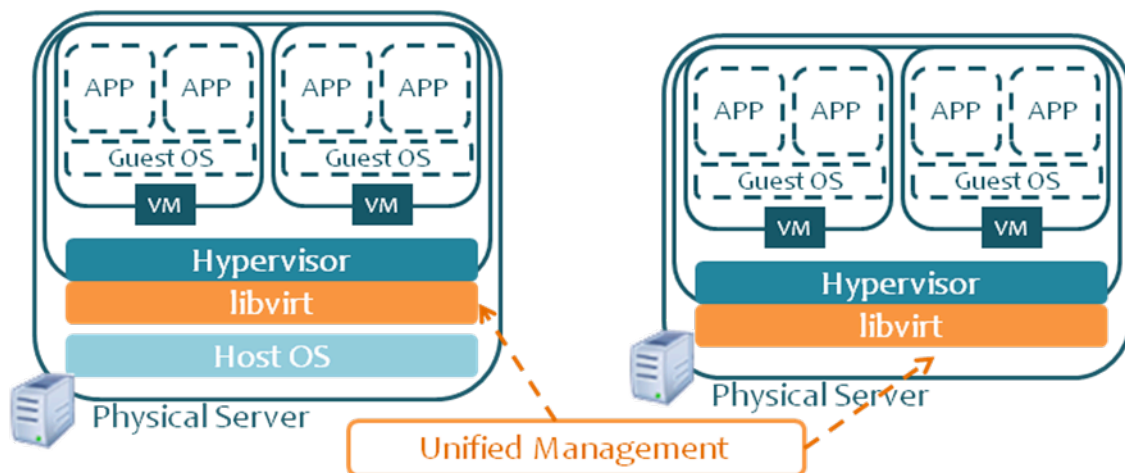 APP APP APP APP
Guest OS Guest OS
VM VM
Hypervisor
libvirt
Host OS
Physical Server
APP APP APP APP
Guest OS Guest OS
VM VM
Hypervisor
libvirt
Physical Server
Unified Management